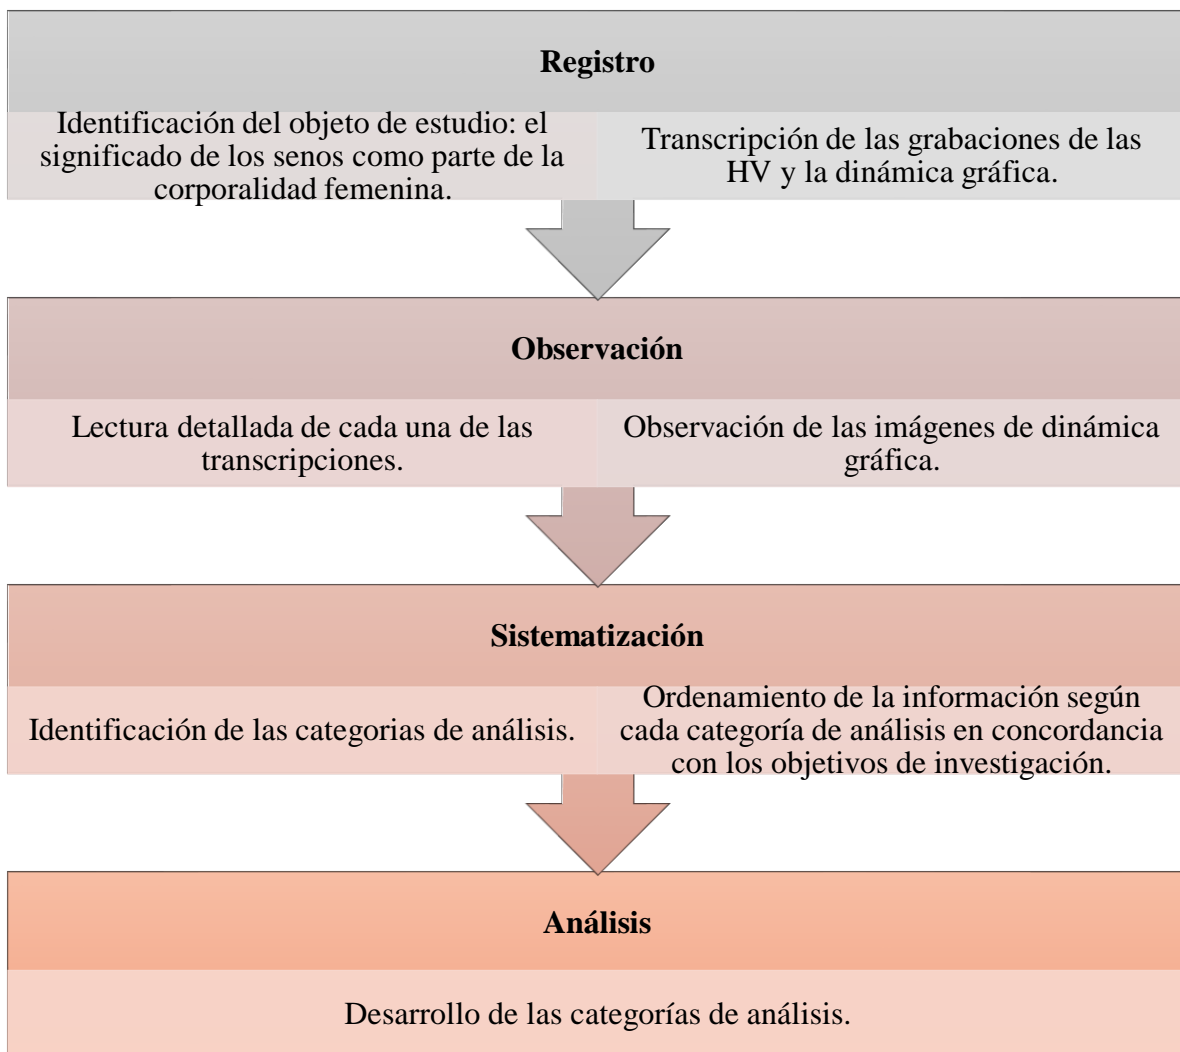 Registro
Identificación del objeto de estudio: el
significado de los senos como parte de la
corporalidad femenina.
Transcripción de las grabaciones de las
HV y la dinámica gráfica.
Observación
Lectura detallada de cada una de las
transcripciones.
Observación de las imágenes de dinámica
gráfica.
Sistematización
Identificación de las categorias de análisis.
Ordenamiento de la información según
cada categoría de análisis en concordancia
con los objetivos de investigación.
Análisis
Desarrollo de las categorías de análisis.